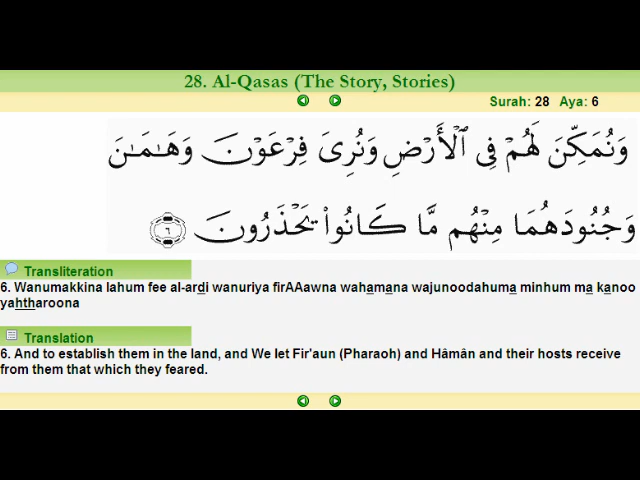 28. Al-Qasas (The Story, Stories)
Surah: 28 Aya: 6
وَنُمَكِّنَ لَهُمْ فِى ٱلْأَرْضِ وَنُرِىَ فِرْعَوْنَ وَهَـٰمَـٰنَ
وَجُنُودَهُمَا مِنْهُم مَّا كَانُوا۟ يَحْذَرُونَ ٦
Transliteration
6. Wanumakkina lahum fee al-ardi wanuriya firAAawna wahamana wajunoodahuma minhum ma kanoo
yahtharoona
Translation
6. And to establish them in the land, and We let Fir'aun (Pharaoh) and Hâmân and their hosts receive
from them that which they feared.